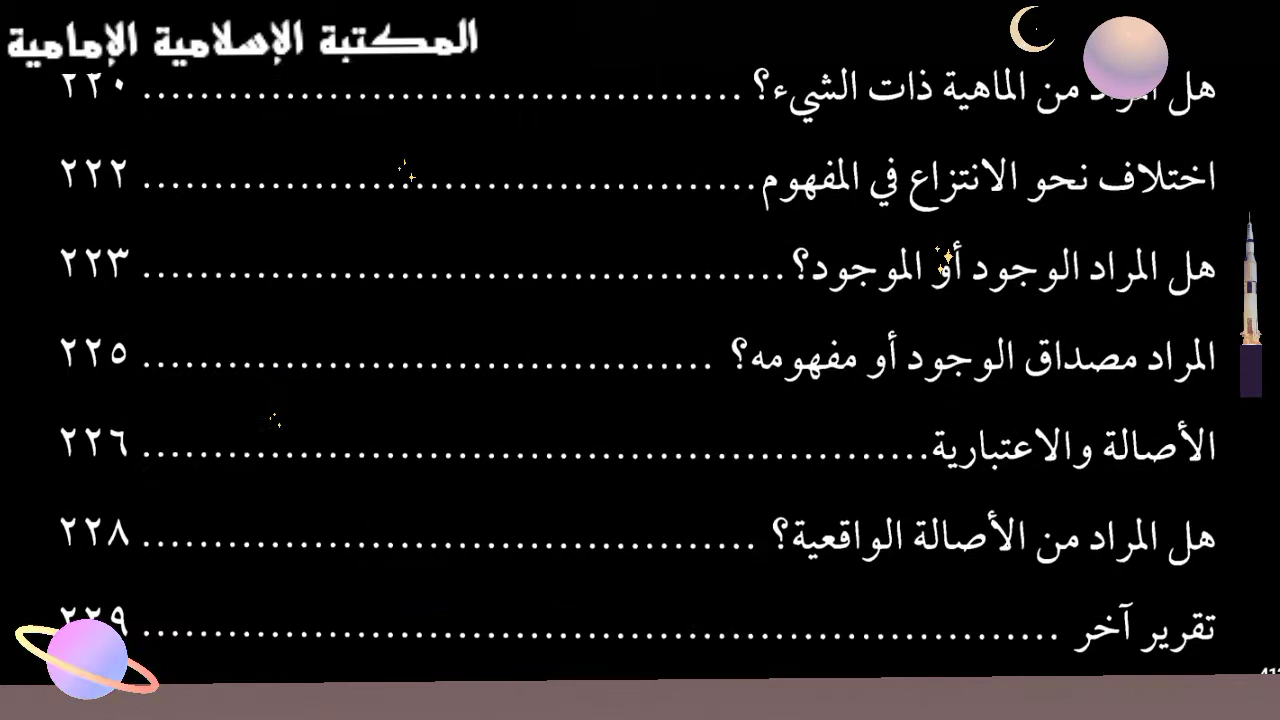 المكتبة الإسلامية الإمامية
هل المراد من الماهية ذات الشيء؟ ........ ٢٢٠
اختلاف نحو الانتزاع في المفهوم ........ ٢٢٢
هل المراد الوجود أو الموجود؟ ........ ٢٢٣
المراد مصداق الوجود أو مفهومه؟ ........ ٢٢٥
الأصالة والاعتبارية ........ ٢٢٦
هل المراد من الأصالة الواقعية؟ ........ ٢٢٨
تقرير آخر ........ ٢٢٩